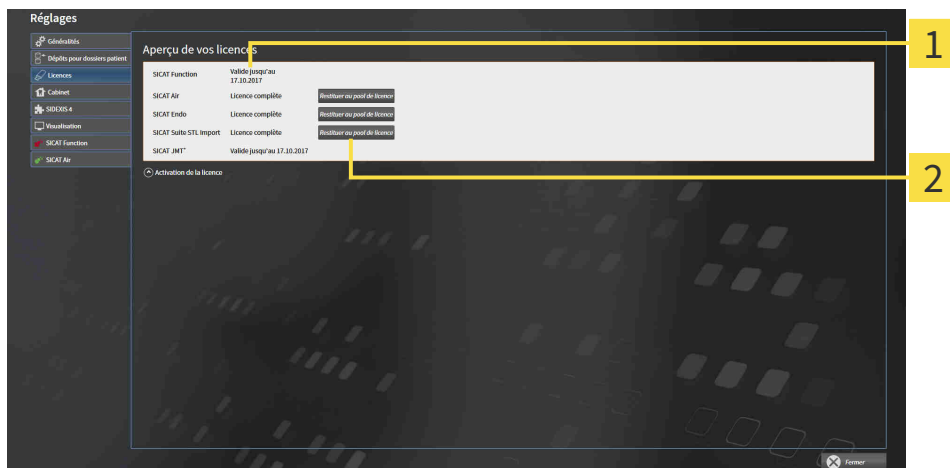 Réglages
Généralités
Dépôts pour dossiers patient
Licences
Cabinet
SIDEXIS 4
Visualisation
SICAT Function
SICAT Air
Aperçu de vos licences
SICAT Function Valide jusqu'au
17.10.2017
SICAT Air Licence complète Restituer au pool de licence
SICAT Endo Licence complète Restituer au pool de licence
SICAT Suite STL Import Licence complète Restituer au pool de licence
SICAT JMT+ Valide jusqu'au 17.10.2017
Activation de la licence
1
2
Fermer